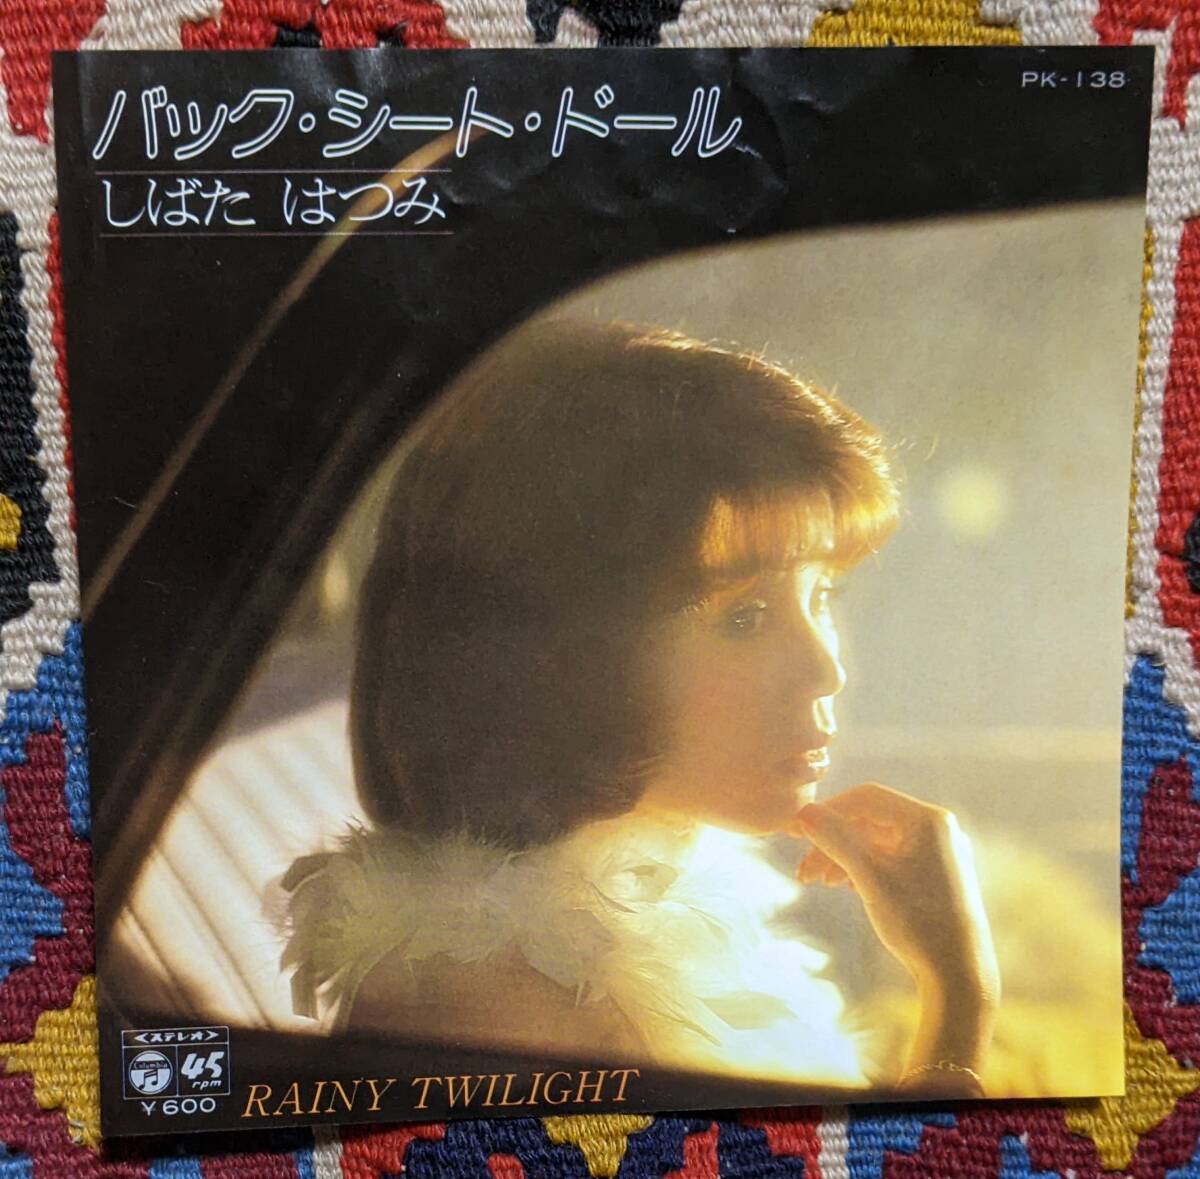 PK-138
バック・シート・ドール
しばた はつみ
<ステレオ>
Columbia
45
rpm
￥600
RAINY TWILIGHT